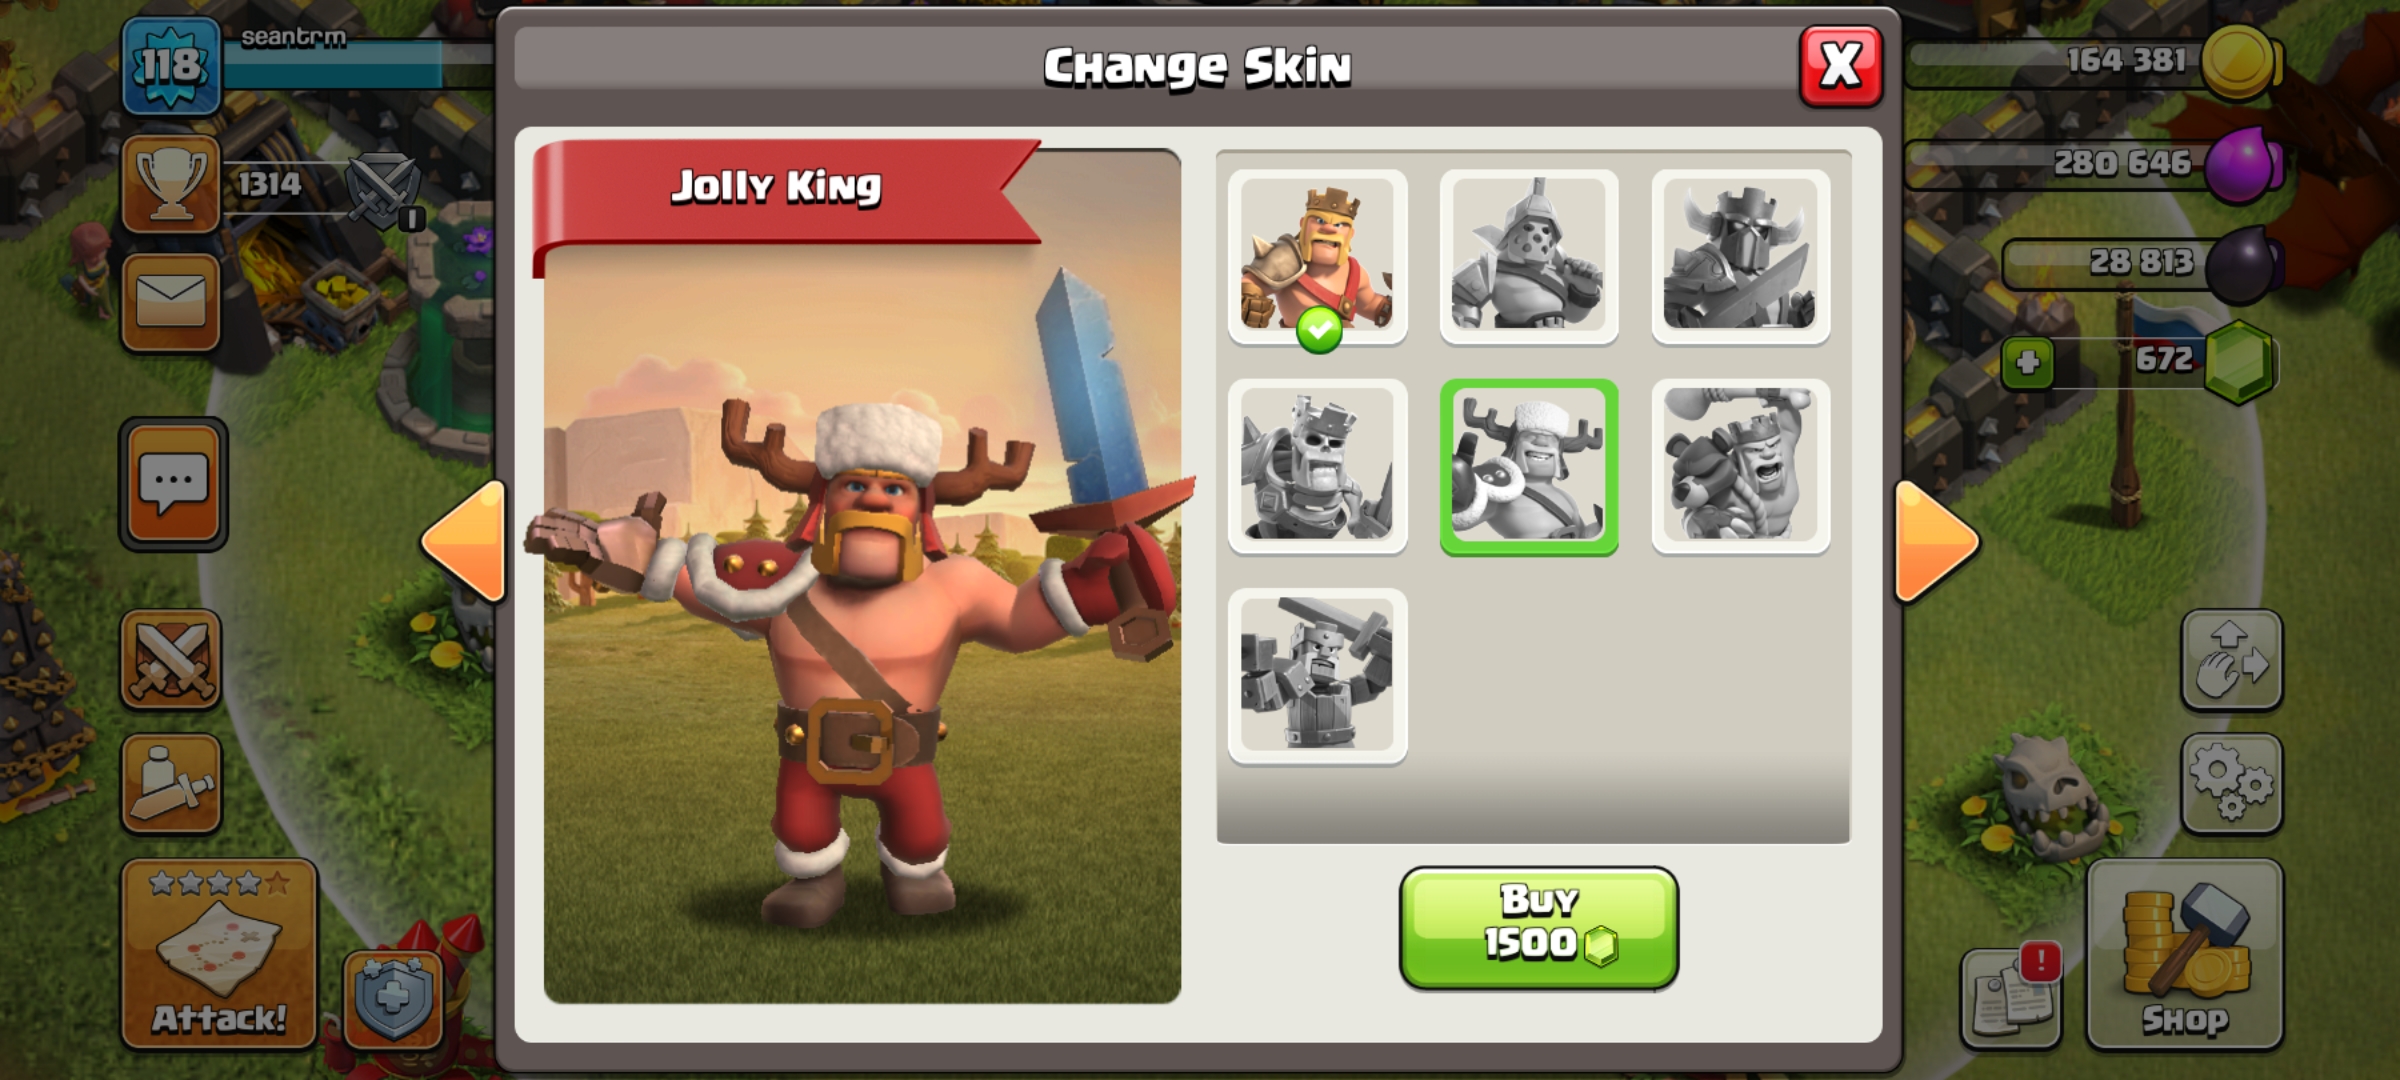 118
seantrm
Change Skin
X
164 381
1314
I
280 646
Jolly King
28 813
672
Buy
1500
Attack!
!
Shop